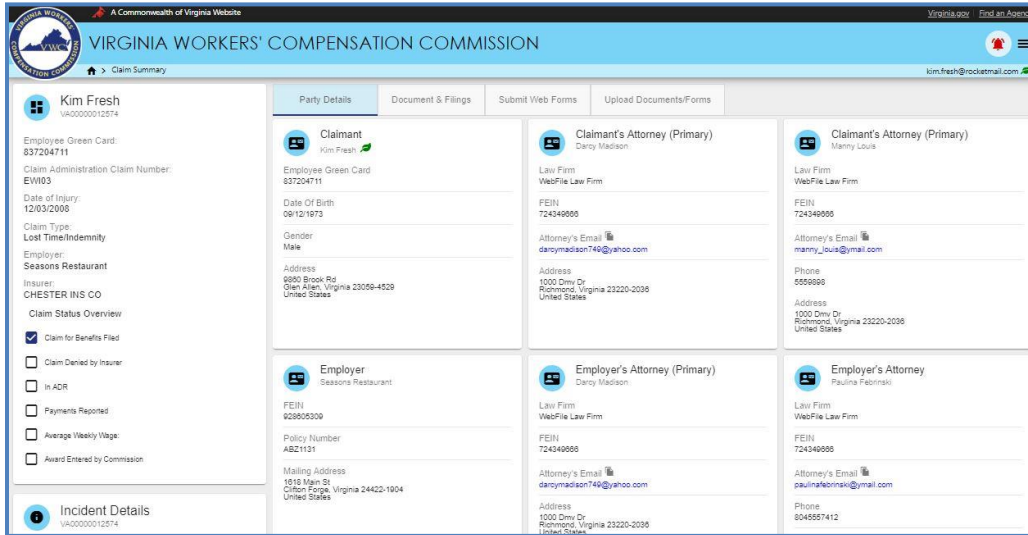 A Commonwealth of Virginia Website
Virginia.gov Find an Agency
VIRGINIA WORKERS' COMPENSATION COMMISSION
VIRGINIA WORKERS' COMPENSATION COMMISSION
VWC
> Claim Summary
kim.fresh@rocketmail.com
Kim Fresh
VA00000012574
Employee Green Card:
837204711
Claim Administration Claim Number:
EWI03
Date of Injury:
12/03/2008
Claim Type:
Lost Time/Indemnity
Employer:
Seasons Restaurant
Insurer:
CHESTER INS CO
Claim Status Overview
Claim for Benefits Filed
Claim Denied by Insurer
In ADR
Payments Reported
Average Weekly Wage:
Award Entered by Commission
Incident Details
VA00000012574
Party Details
Document & Filings
Submit Web Forms
Upload Documents/Forms
Claimant
Kim Fresh
Employee Green Card
837204711
Date Of Birth
09/12/1973
Gender
Male
Address
9860 Brook Rd
Glen Allen, Virginia 23059-4529
United States
Claimant's Attorney (Primary)
Darcy Madison
Law Firm
WebFile Law Firm
FEIN
724349666
Attorney's Email
darcymadison749@yahoo.com
Address
1000 Dmv Dr
Richmond, Virginia 23220-2036
United States
Claimant's Attorney (Primary)
Manny Louis
Law Firm
WebFile Law Firm
FEIN
724349666
Attorney's Email
manny_louis@ymail.com
Phone
5559898
Address
1000 Dmv Dr
Richmond, Virginia 23220-2036
United States
Employer
Seasons Restaurant
FEIN
928605309
Policy Number
ABZ1131
Mailing Address
1618 Main St
Clifton Forge, Virginia 24422-1904
United States
Employer's Attorney (Primary)
Darcy Madison
Law Firm
WebFile Law Firm
FEIN
724349666
Attorney's Email
darcymadison749@yahoo.com
Address
1000 Dmv Dr
Richmond, Virginia 23220-2036
United States
Employer's Attorney
Paulina Febrinski
Law Firm
WebFile Law Firm
FEIN
724349666
Attorney's Email
paulinafebrinski@ymail.com
Phone
8045557412
Address